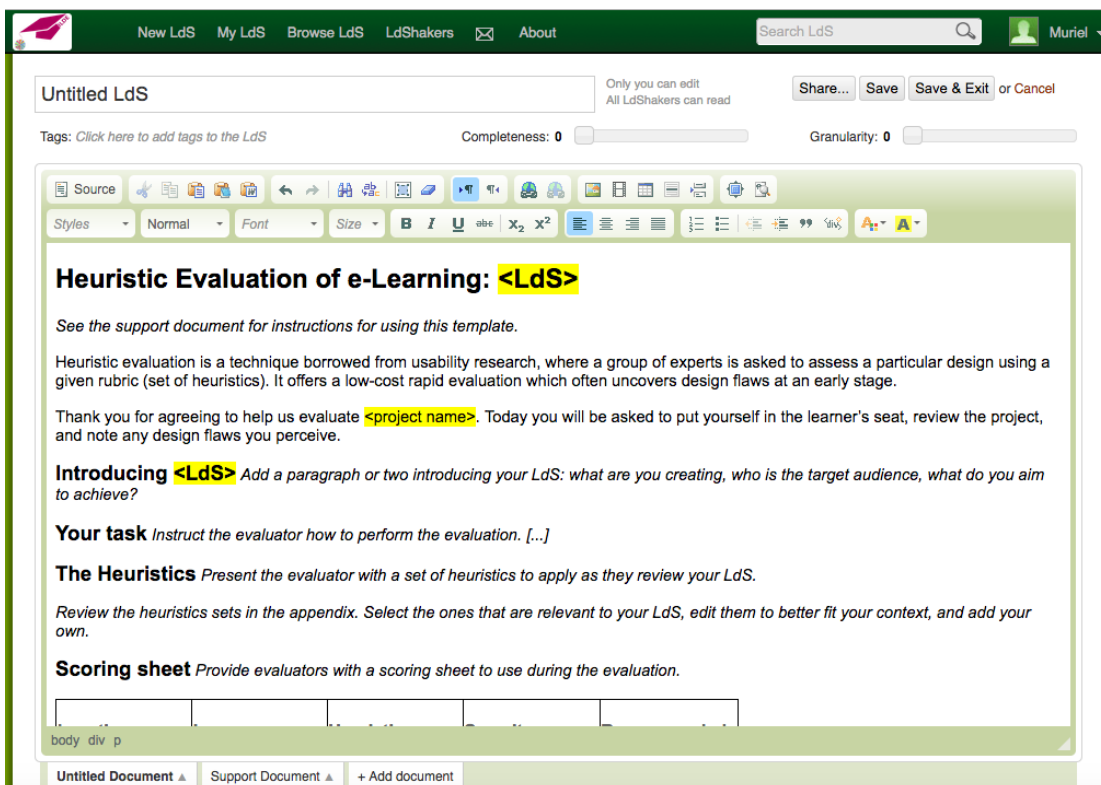 New LdS My LdS Browse LdS LdShakers About Search LdS Muriel
Untitled LdS
Only you can edit
All LdShakers can read
Share... Save Save & Exit or Cancel
Tags: Click here to add tags to the LdS Completeness: 0 Granularity: 0
Source
Styles Normal Font Size B I U abc x2 x2
Heuristic Evaluation of e-Learning: <LdS>
See the support document for instructions for using this template.
Heuristic evaluation is a technique borrowed from usability research, where a group of experts is asked to assess a particular design using a
given rubric (set of heuristics). It offers a low-cost rapid evaluation which often uncovers design flaws at an early stage.
Thank you for agreeing to help us evaluate <project name>. Today you will be asked to put yourself in the learner's seat, review the project,
and note any design flaws you perceive.
Introducing <LdS> Add a paragraph or two introducing your LdS: what are you creating, who is the target audience, what do you aim
to achieve?
Your task Instruct the evaluator how to perform the evaluation. [...]
The Heuristics Present the evaluator with a set of heuristics to apply as they review your LdS.
Review the heuristics sets in the appendix. Select the ones that are relevant to your LdS, edit them to better fit your context, and add your
own.
Scoring sheet Provide evaluators with a scoring sheet to use during the evaluation.
body div p
Untitled Document Support Document + Add document